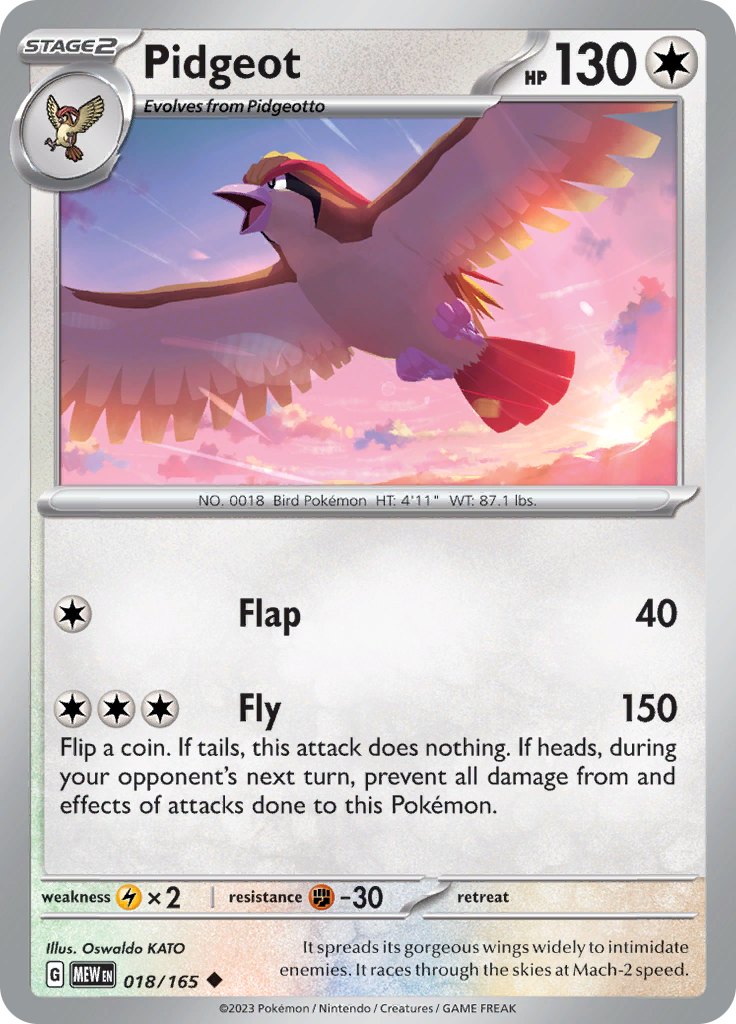 STAGE2
Pidgeot
HP 130
Evolves from Pidgeotto
NO. 0018 Bird Pokémon HT: 4'11" WT: 87.1 lbs.
Flap 40
Fly 150
Flip a coin. If tails, this attack does nothing. If heads, during
your opponent's next turn, prevent all damage from and
effects of attacks done to this Pokémon.
weakness ×2 resistance -30 retreat
Illus. Oswaldo KATO
It spreads its gorgeous wings widely to intimidate
enemies. It races through the skies at Mach-2 speed.
G MEW EN 018/165
©2023 Pokémon / Nintendo / Creatures / GAME FREAK